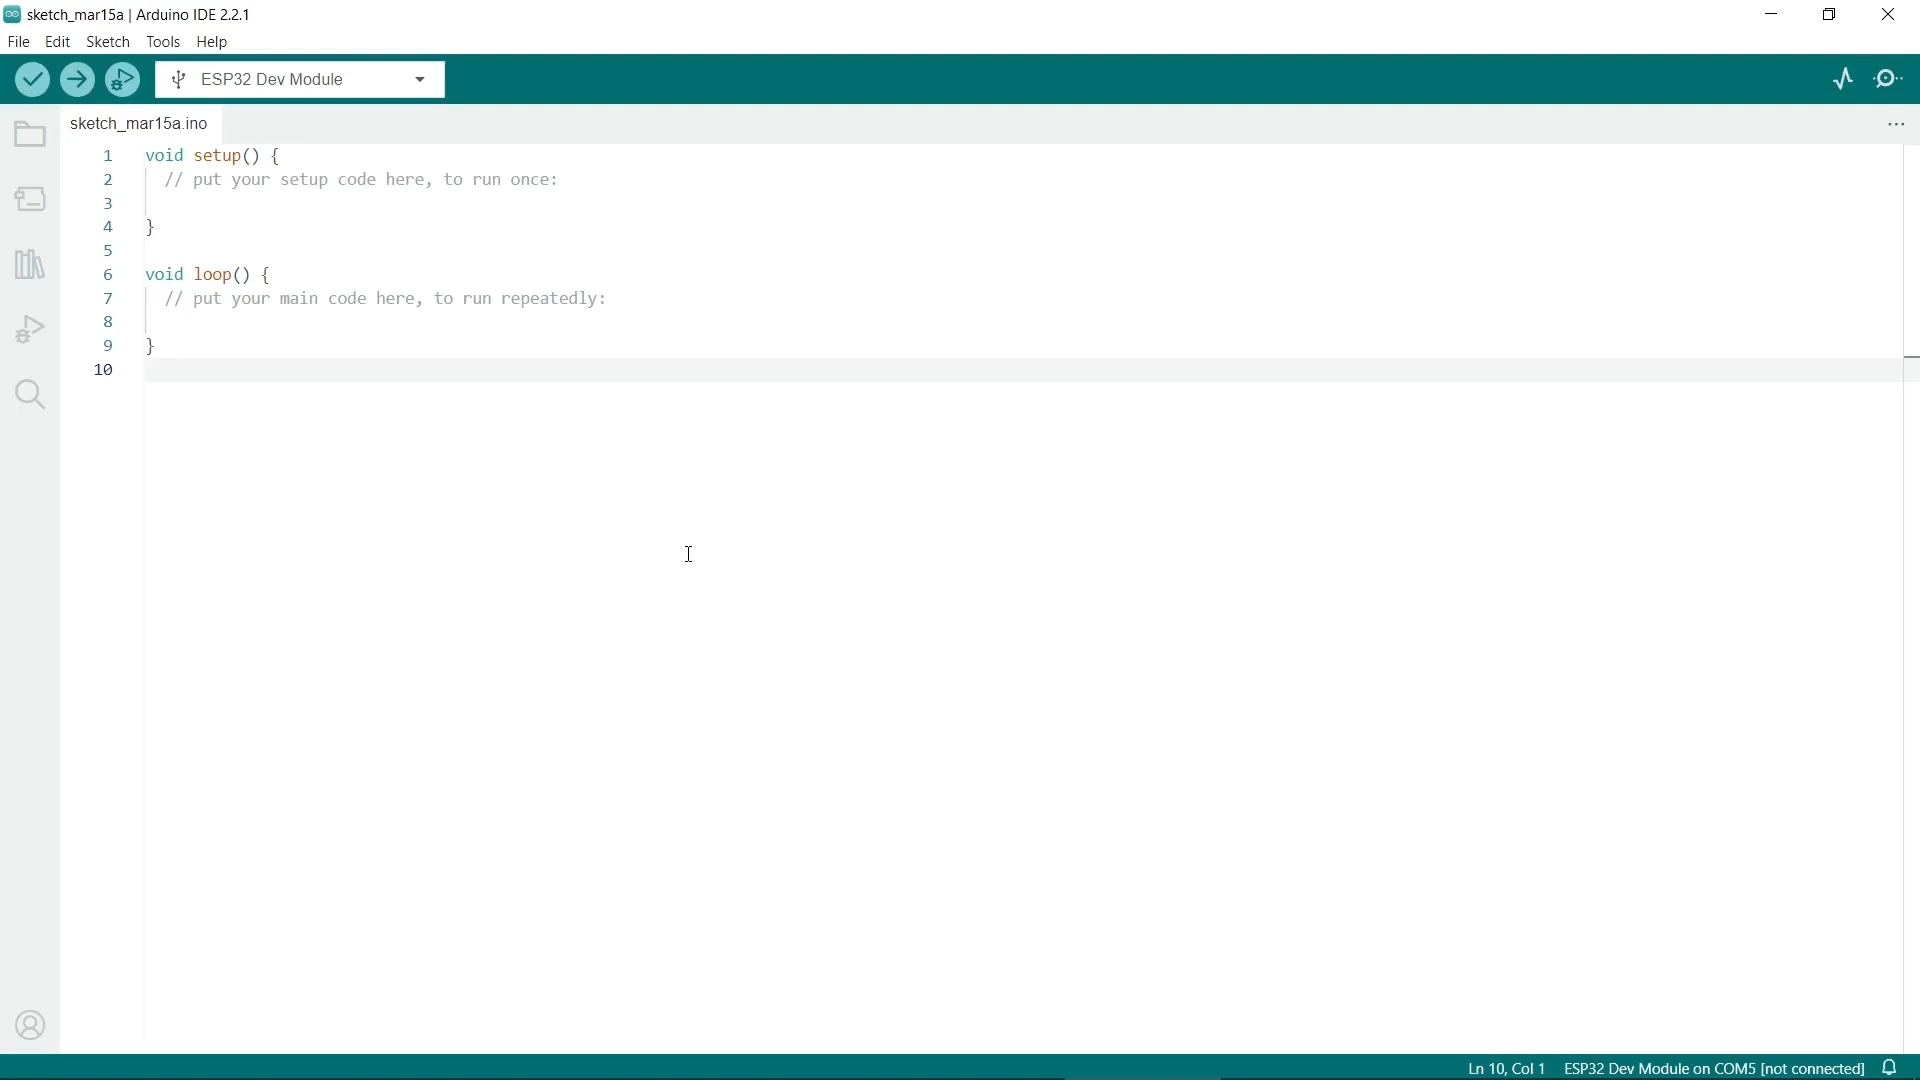 sketch_mar15a | Arduino IDE 2.2.1
File Edit Sketch Tools Help
ESP32 Dev Module
sketch_mar15a.ino
1 void setup() {
2 // put your setup code here, to run once:
3
4 }
5
6 void loop() {
7 // put your main code here, to run repeatedly:
8
9 }
10
Ln 10, Col 1 ESP32 Dev Module on COM5 [not connected]